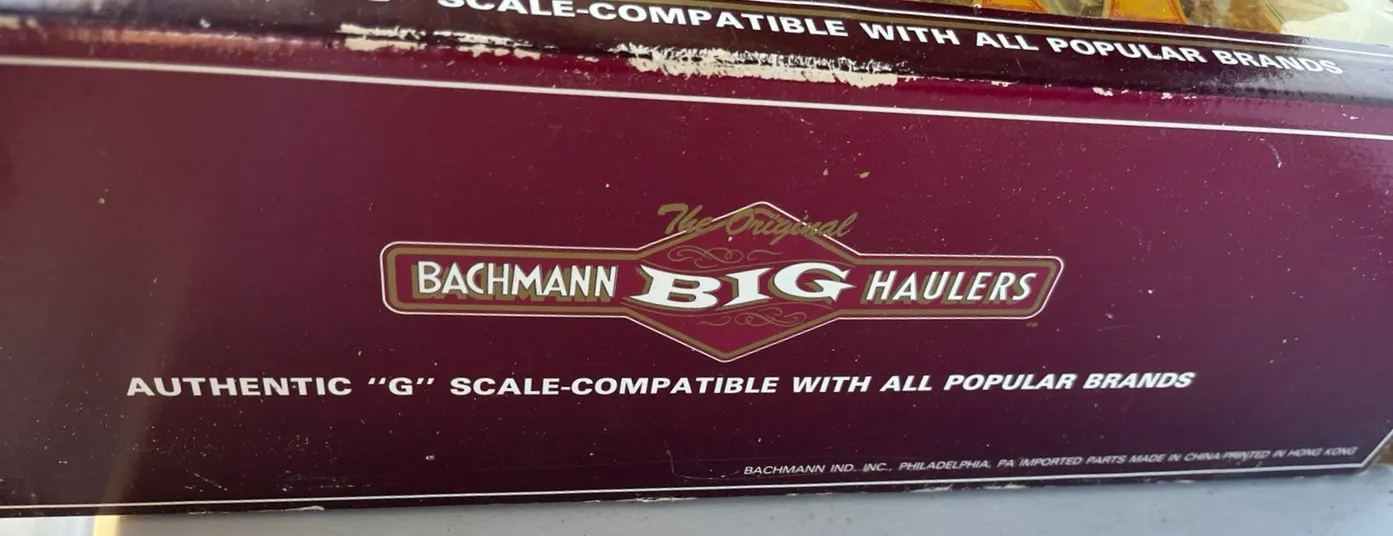 SCALE-COMPATIBLE WITH ALL POPULAR BRANDS
The Original
BACHMANN BIG HAULERS
AUTHENTIC "G" SCALE-COMPATIBLE WITH ALL POPULAR BRANDS
BACHMANN IND. INC., PHILADELPHIA, PA IMPORTED PARTS MADE IN CHINA/PRINTED IN HONG KONG